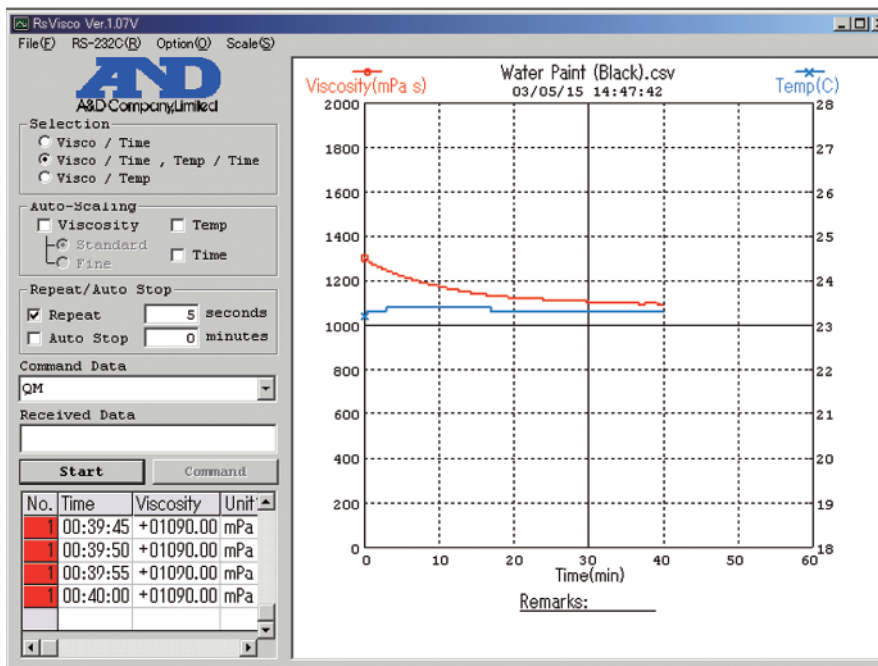 RsVisco Ver.1.07V
File(F) RS-232C(R) Option(O) Scale(S)
AND
A&D Company,Limited
Selection
Visco / Time
Visco / Time , Temp / Time
Visco / Temp
Auto-Scaling
Viscosity
Temp
Standard
Fine
Time
Repeat/Auto Stop
Repeat 5 seconds
Auto Stop 0 minutes
Command Data
QM
Received Data
Start
Command
No. Time Viscosity Unit
1 00:39:45 +01090.00 mPa
1 00:39:50 +01090.00 mPa
1 00:39:55 +01090.00 mPa
1 00:40:00 +01090.00 mPa
Water Paint (Black).csv
03/05/15 14:47:42
Viscosity(mPa s)
Temp(C)
2000
1800
1600
1400
1200
1000
800
600
400
200
0
28
27
26
25
24
23
22
21
20
19
18
0 10 20 30 40 50 60
Time(min)
Remarks: